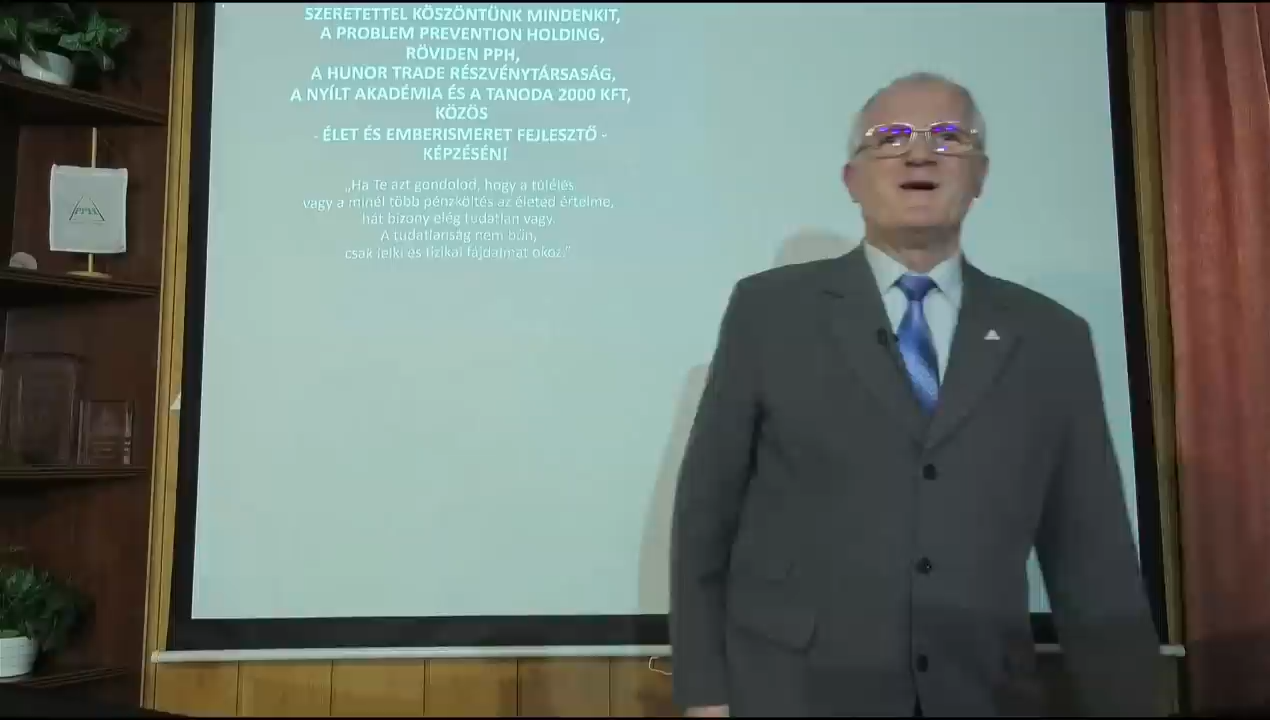 SZERETETTEL KÖSZÖNTÜNK MINDENKIT,
A PROBLEM PREVENTION HOLDING,
RÖVIDEN PPH,
A HUNOR TRADE RÉSZVÉNYTÁRSASÁG,
A NYÍLT AKADÉMIA ÉS A TANODA 2000 KFT,
KÖZÖS
- ÉLET ÉS EMBERISMERET FEJLESZTŐ -
KÉPZÉSÉN!
„Ha Te azt gondolod, hogy a túlélés
vagy a minél több pénzköltés az életed értelme,
hát bizony elég tudatlan vagy.
A tudatlanság nem bűn,
csak lelki és fizikai fájdalmat okoz.”
PPH